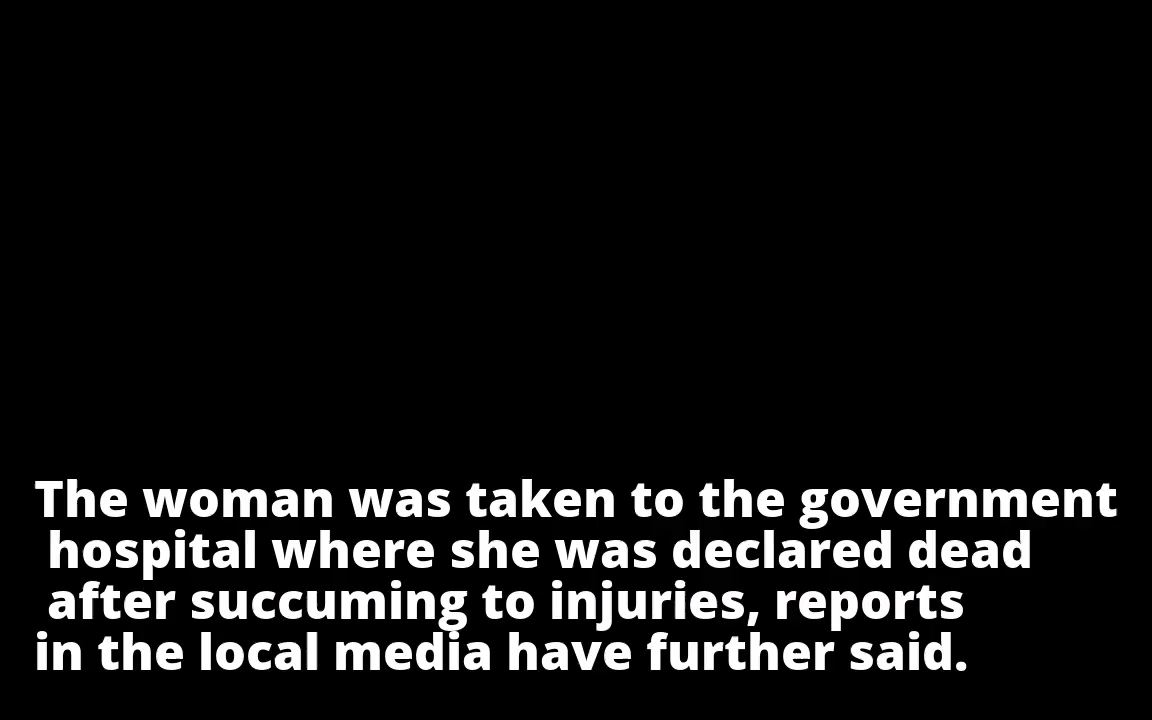 The woman was taken to the government
hospital where she was declared dead
after succuming to injuries, reports
in the local media have further said.